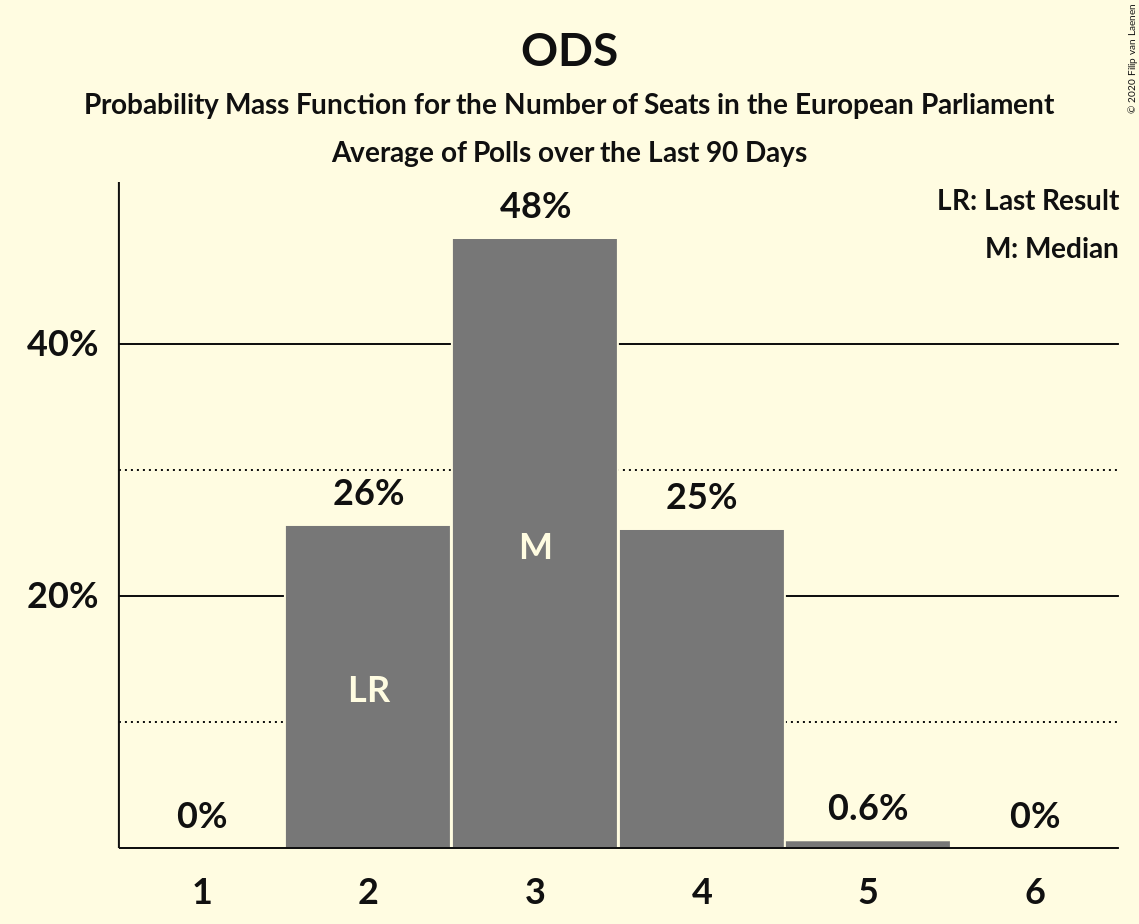 ODS
Probability Mass Function for the Number of Seats in the European Parliament
Average of Polls over the Last 90 Days
© 2020 Filip van Laenen
LR: Last Result
M: Median
48%
40%
26%
25%
M
20%
LR
0%
0.6%
0%
1 2 3 4 5 6